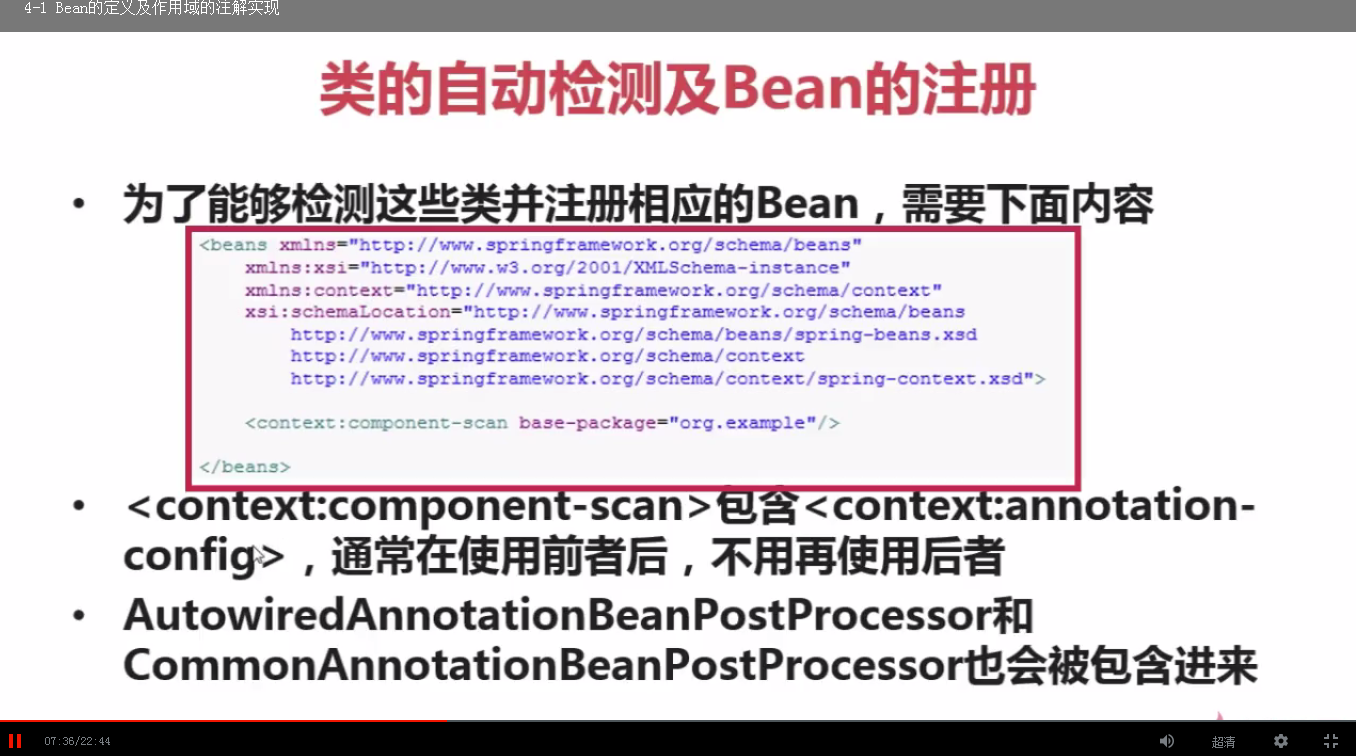 4-1 Bean的定义及作用域的注解实现
类的自动检测及Bean的注册
• 为了能够检测这些类并注册相应的Bean，需要下面内容
<beans xmlns="http://www.springframework.org/schema/beans"
xmlns:xsi="http://www.w3.org/2001/XMLSchema-instance"
xmlns:context="http://www.springframework.org/schema/context"
xsi:schemaLocation="http://www.springframework.org/schema/beans
http://www.springframework.org/schema/beans/spring-beans.xsd
http://www.springframework.org/schema/context
http://www.springframework.org/schema/context/spring-context.xsd">
<context:component-scan base-package="org.example"/>
</beans>
• <context:component-scan>包含<context:annotation-
config>，通常在使用前者后，不用再使用后者
• AutowiredAnnotationBeanPostProcessor和
CommonAnnotationBeanPostProcessor也会被包含进来
07:36/22:44
超清